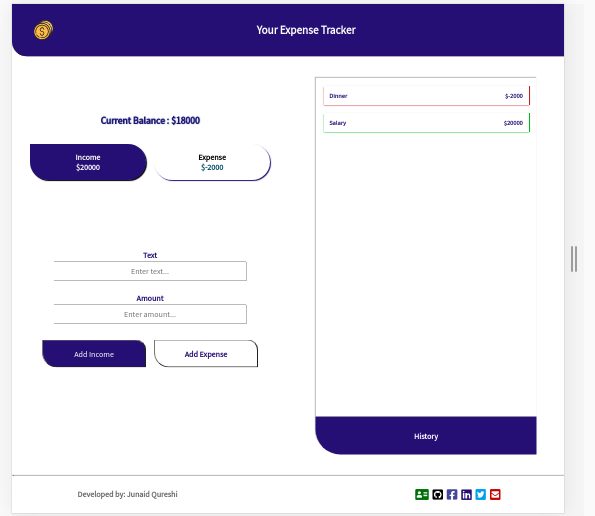 Your Expense Tracker
Current Balance : $18000
Income
$20000
Expense
$-2000
Text
Enter text...
Amount
Enter amount...
Add Income
Add Expense
Dinner
$-2000
Salary
$20000
History
Developed by: Junaid Qureshi